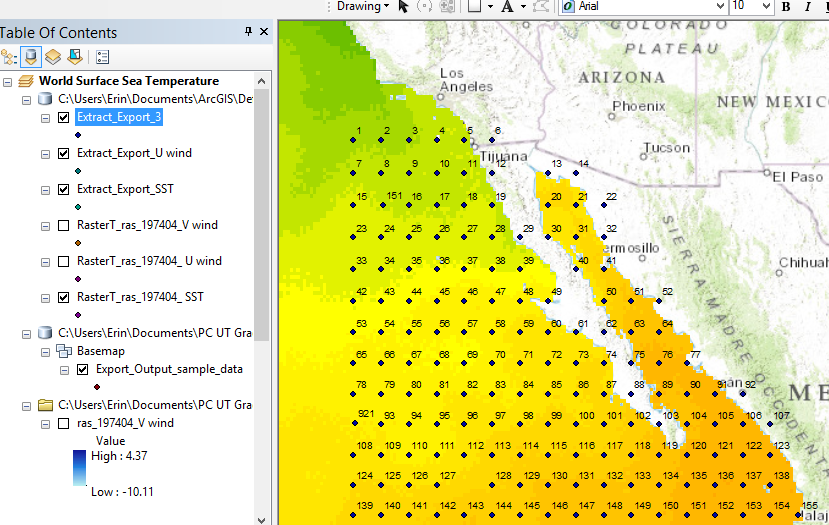 Drawing A Arial 10 B I
Table Of Contents
World Surface Sea Temperature
C:\Users\Erin\Documents\ArcGIS\De
Extract_Export_3
Extract_Export_U wind
Extract_Export_SST
RasterT_ras_197404_V wind
RasterT_ras_197404_ U wind
RasterT_ras_197404_ SST
C:\Users\Erin\Documents\PC UT Gra
Basemap
Export_Output_sample_data
C:\Users\Erin\Documents\PC UT Gra
ras_197404_V wind
Value
High : 4.37
Low : -10.11
COLORADO
PLATEAU
Los
Angeles
ARIZONA
Phoenix
NEW MEXIC
Tucson
Tijuana
El Paso
ermosillo
Chihua
SIERRA MADRE OCCIDENTAL
án
ME
alaj
1 2 3 4 5 6
7 8 9 10 11 12 13 14
15 151 16 17 18 19 20 21 22
23 24 25 26 27 28 29 30 31 32
33 34 35 36 37 38 39 40 41
42 43 44 45 46 47 48 49 50 51 52
53 54 55 56 57 58 59 60 61 62 63 64
65 66 67 68 69 70 71 72 73 74 75 76 77
78 79 80 81 82 83 84 85 86 87 88 89 90 91 92
921 93 94 95 96 97 98 99 100 101 102 103 104 105 106 107
108 109 110 111 112 113 114 115 116 117 118 119 120 121 122 123
124 125 126 127 128 129 130 131 132 133 134 135 136 137 138
139 140 141 142 143 144 145 146 147 148 149 150 151 152 153 154 155